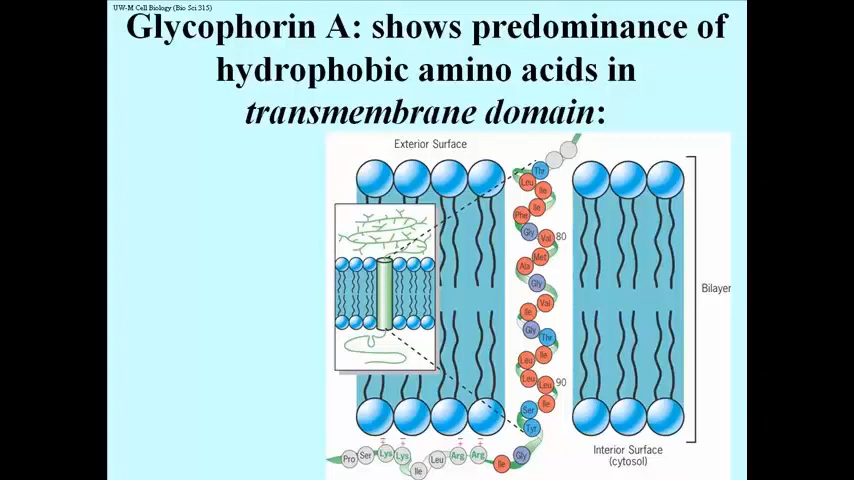 UW-M Cell Biology (Bio Sci 315)
Glycophorin A: shows predominance of
hydrophobic amino acids in
transmembrane domain:
Exterior Surface
Thr
Leu
Ile
Ile
Phe
Gly
Val
80
Met
Ala
Gly
Val
Ile
Gly
Thr
Ile
Leu
Leu
Leu
90
Ile
Ser
Tyr
Bilayer
Interior Surface
(cytosol)
+ + + +
Pro Ser Lys Lys Ile Leu Arg Arg Ile Gly